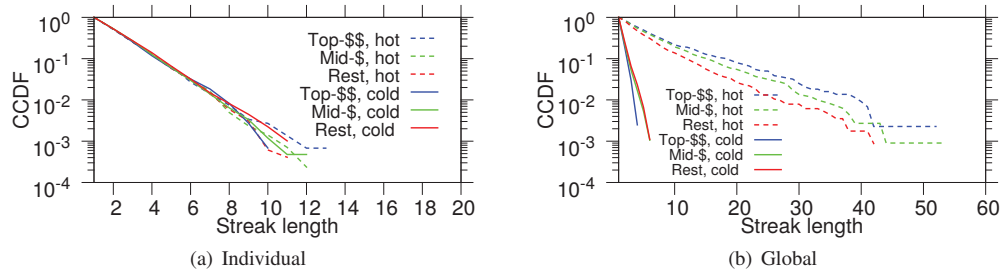 CCDF
10^0
10^-1
10^-2
10^-3
10^-4
Top-$$, hot
Mid-$, hot
Rest, hot
Top-$$, cold
Mid-$, cold
Rest, cold
2 4 6 8 10 12 14 16 18 20
Streak length
(a) Individual
CCDF
10^0
10^-1
10^-2
10^-3
10^-4
Top-$$, hot
Mid-$, hot
Rest, hot
Top-$$, cold
Mid-$, cold
Rest, cold
10 20 30 40 50 60
Streak length
(b) Global